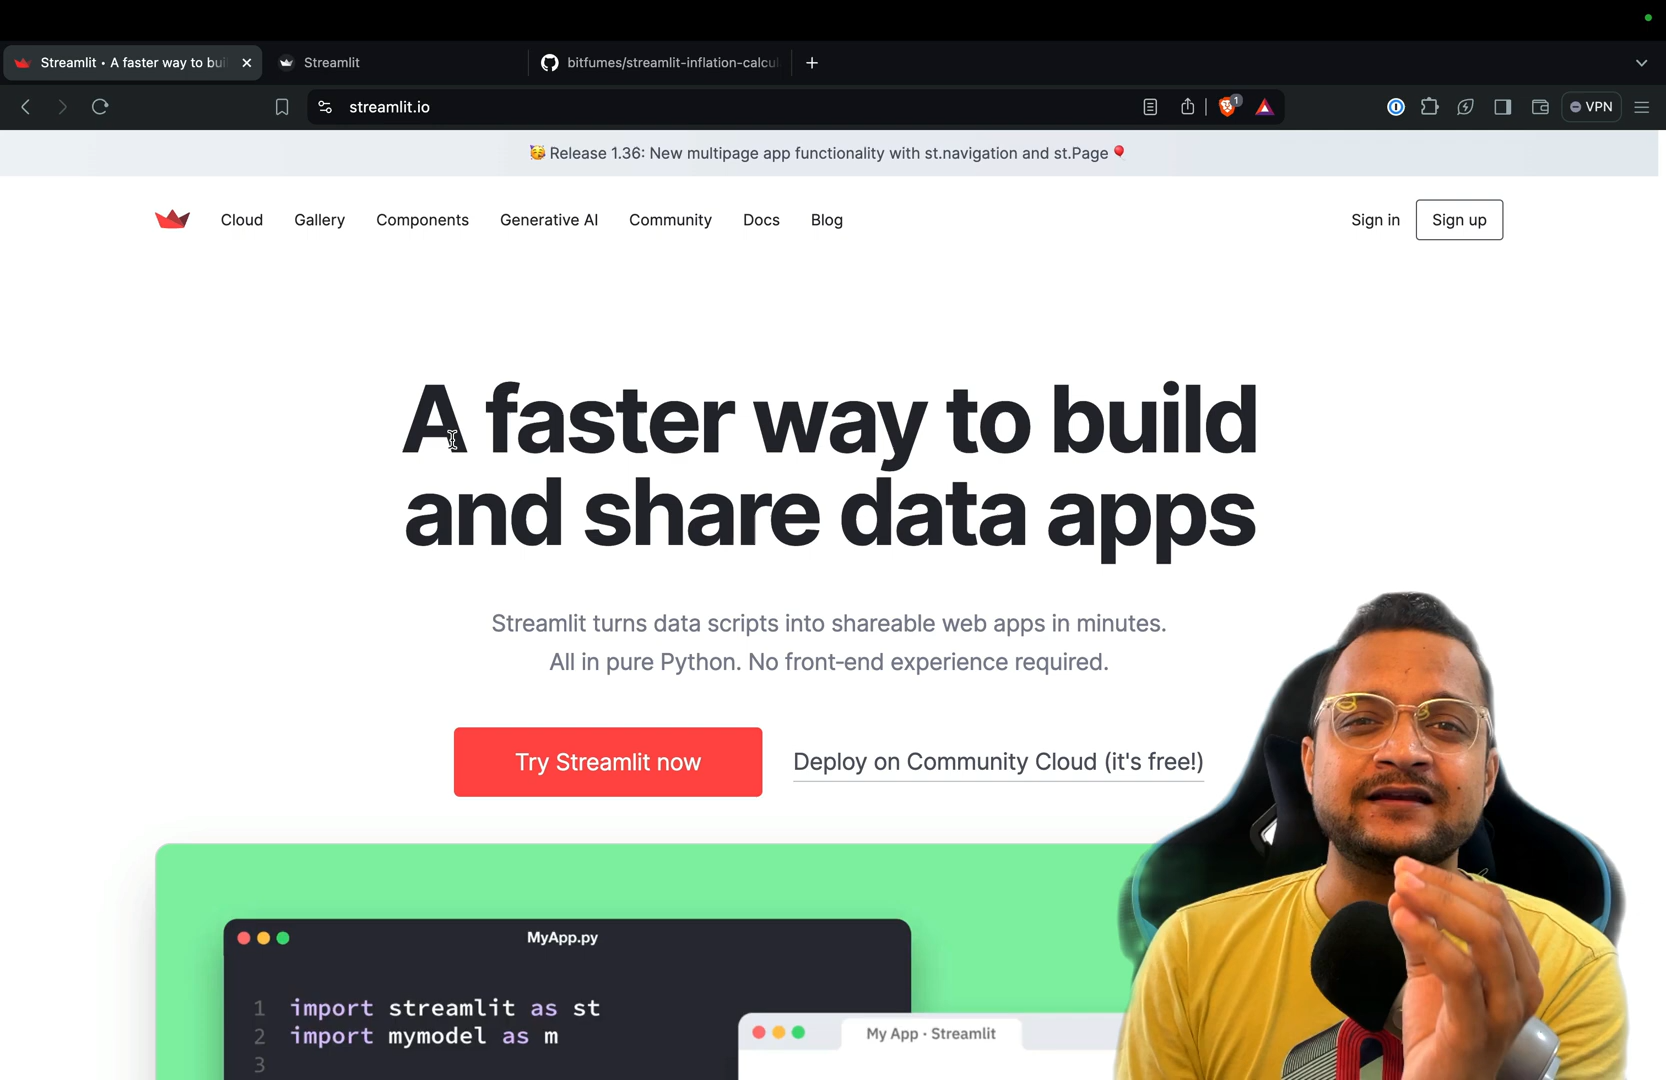 Streamlit • A faster way to bui
Streamlit
bitfumes/streamlit-inflation-calcul
streamlit.io
1
VPN
🥳 Release 1.36: New multipage app functionality with st.navigation and st.Page 🎈
Cloud
Gallery
Components
Generative AI
Community
Docs
Blog
Sign in
Sign up
A faster way to build
and share data apps
Streamlit turns data scripts into shareable web apps in minutes.
All in pure Python. No front-end experience required.
Try Streamlit now
Deploy on Community Cloud (it's free!)
MyApp.py
1 import streamlit as st
2 import mymodel as m
3
My App · Streamlit